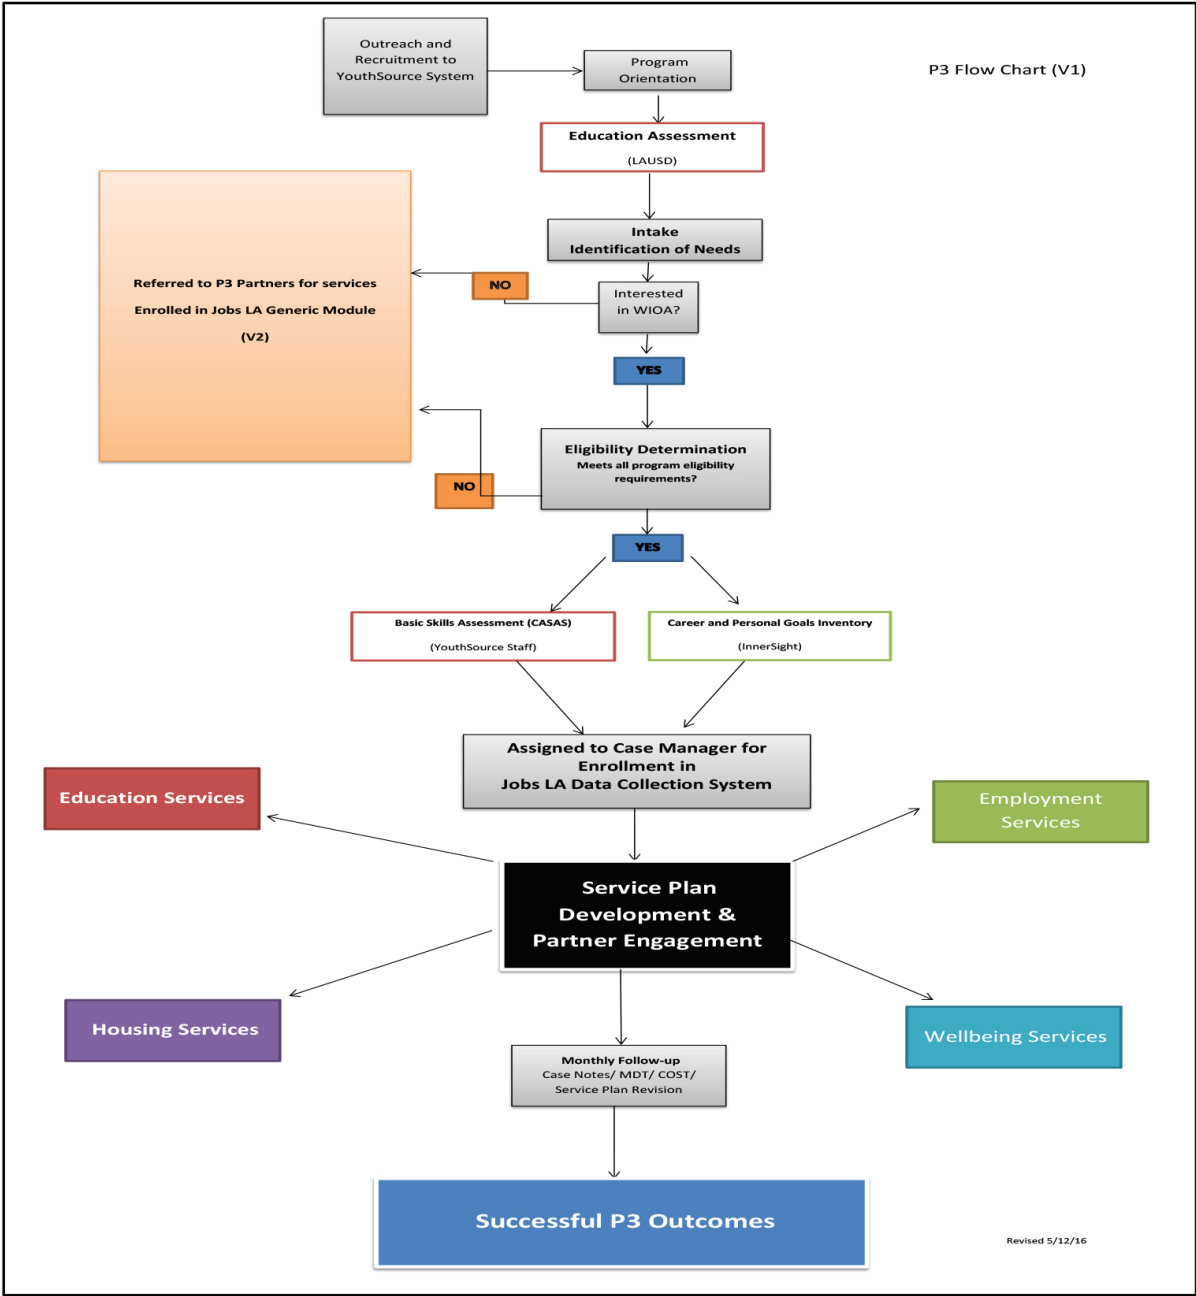 Outreach and
Recruitment to
YouthSource System
Program
Orientation
P3 Flow Chart (V1)
Education Assessment
(LAUSD)
Intake
Identification of Needs
Referred to P3 Partners for services
Enrolled in Jobs LA Generic Module
(V2)
NO
Interested
in WIOA?
YES
Eligibility Determination
Meets all program eligibility
requirements?
NO
YES
Basic Skills Assessment (CASAS)
(YouthSource Staff)
Career and Personal Goals Inventory
(InnerSight)
Assigned to Case Manager for
Enrollment in
Jobs LA Data Collection System
Education Services
Employment
Services
Service Plan
Development &
Partner Engagement
Housing Services
Wellbeing Services
Monthly Follow-up
Case Notes/ MDT/ COST/
Service Plan Revision
Successful P3 Outcomes
Revised 5/12/16